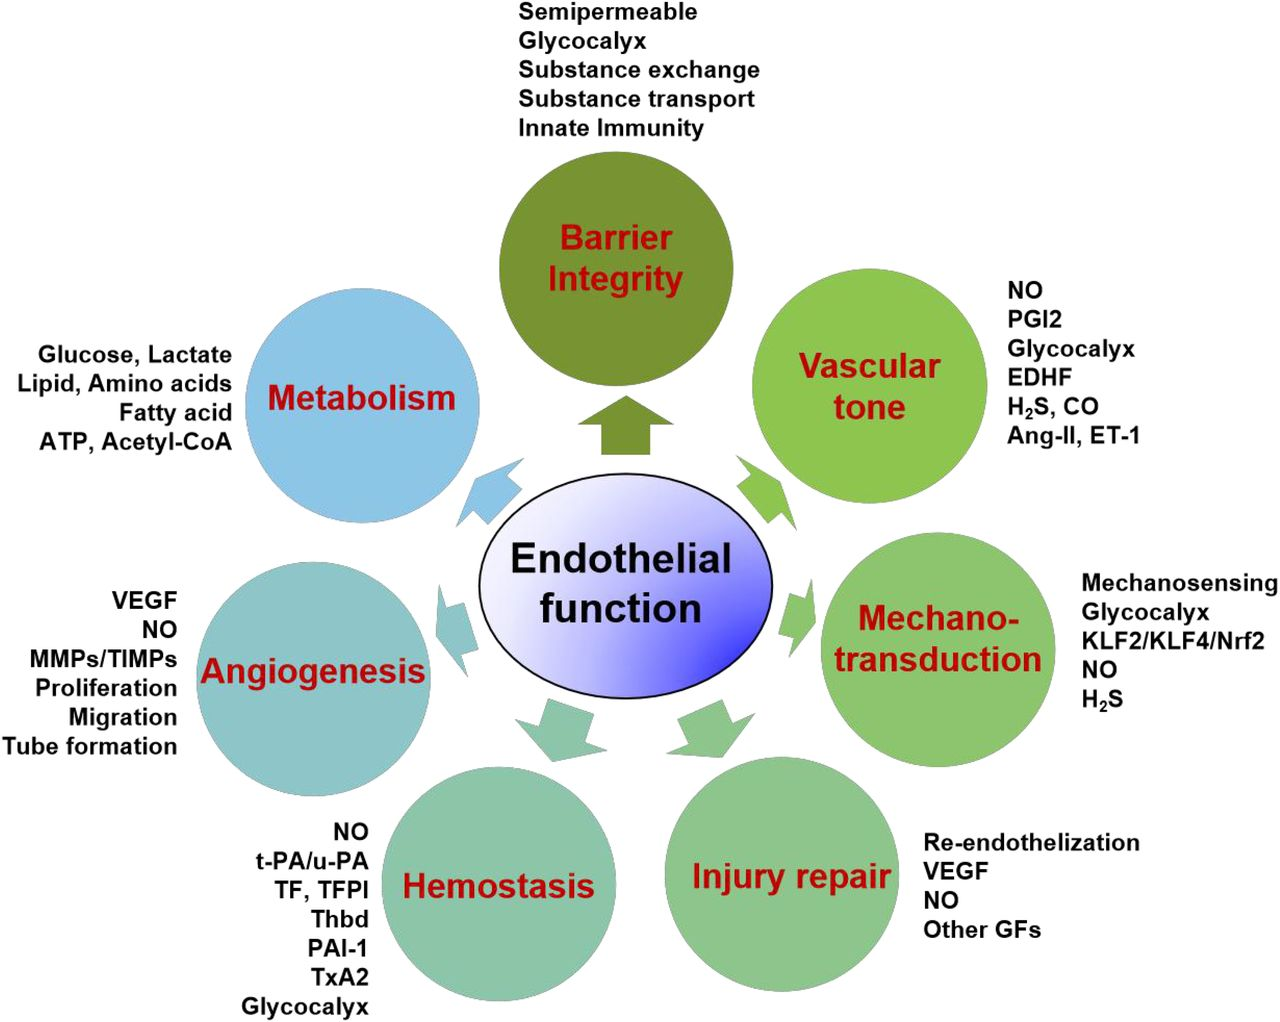 Semipermeable
Glycocalyx
Substance exchange
Substance transport
Innate Immunity
Barrier
Integrity
Vascular
tone
NO
PGI2
Glycocalyx
EDHF
H₂S, CO
Ang-II, ET-1
Glucose, Lactate
Lipid, Amino acids
Fatty acid
ATP, Acetyl-CoA
Metabolism
Endothelial
function
Mechano-
transduction
Mechanosensing
Glycocalyx
KLF2/KLF4/Nrf2
NO
H₂S
VEGF
NO
MMPs/TIMPs
Proliferation
Migration
Tube formation
Angiogenesis
NO
t-PA/u-PA
TF, TFPI
Thbd
PAI-1
TxA2
Glycocalyx
Hemostasis
Injury repair
Re-endothelization
VEGF
NO
Other GFs